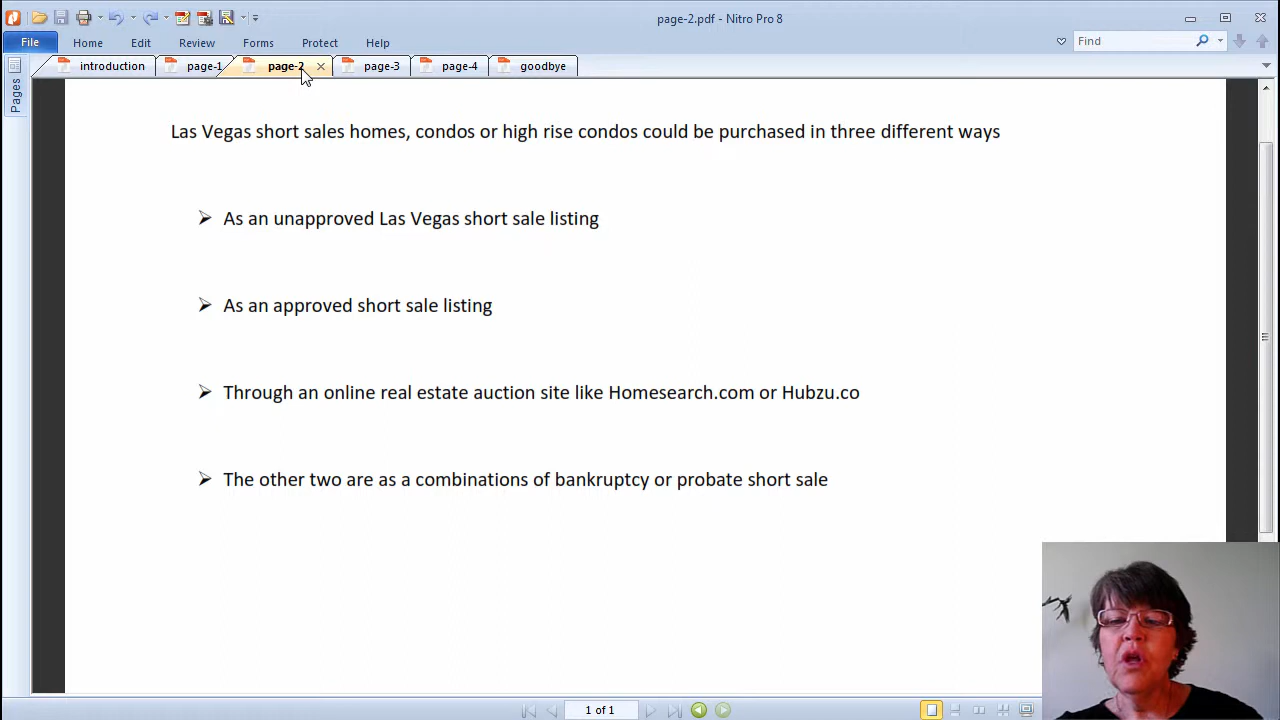 page-2.pdf - Nitro Pro 8
File Home Edit Review Forms Protect Help Find
introduction page-1 page-2 page-3 page-4 goodbye
Pages
Las Vegas short sales homes, condos or high rise condos could be purchased in three different ways
➢ As an unapproved Las Vegas short sale listing
➢ As an approved short sale listing
➢ Through an online real estate auction site like Homesearch.com or Hubzu.co
➢ The other two are as a combinations of bankruptcy or probate short sale
1 of 1